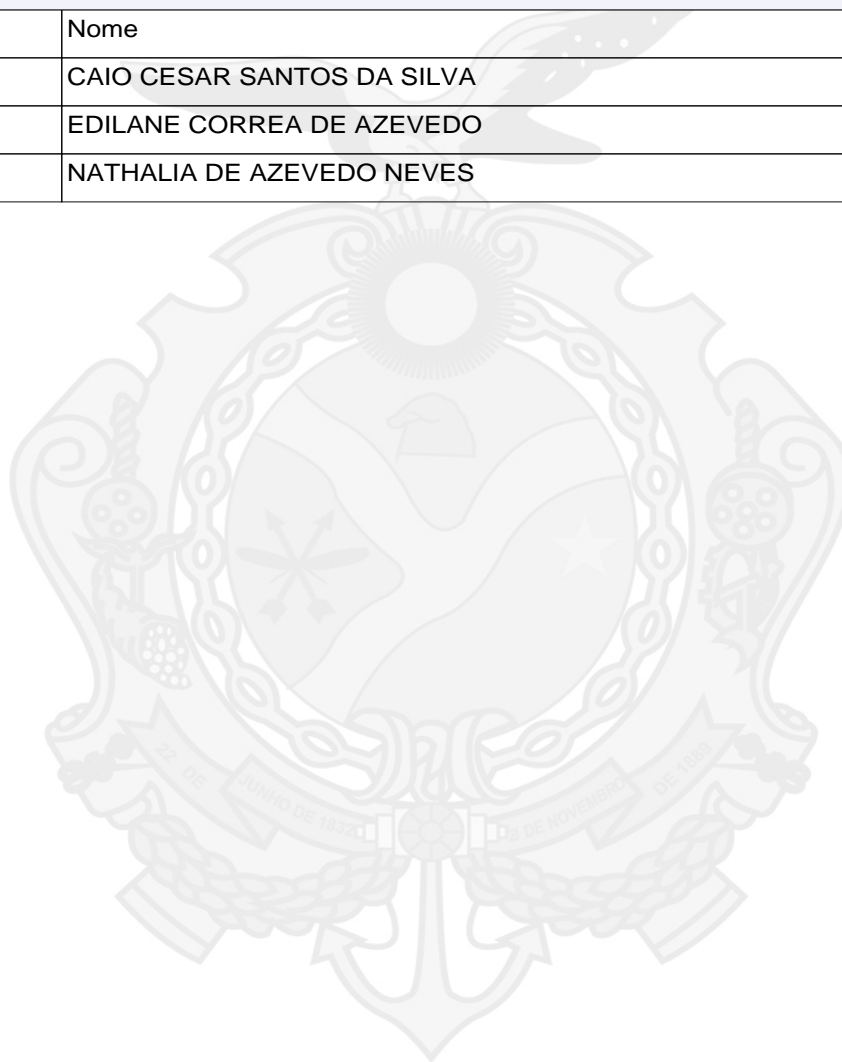 Nome
CAIO CESAR SANTOS DA SILVA
EDILANE CORREA DE AZEVEDO
NATHALIA DE AZEVEDO NEVES
22 DE JUNHO DE 1832
DE NOVEMBRO DE 1889